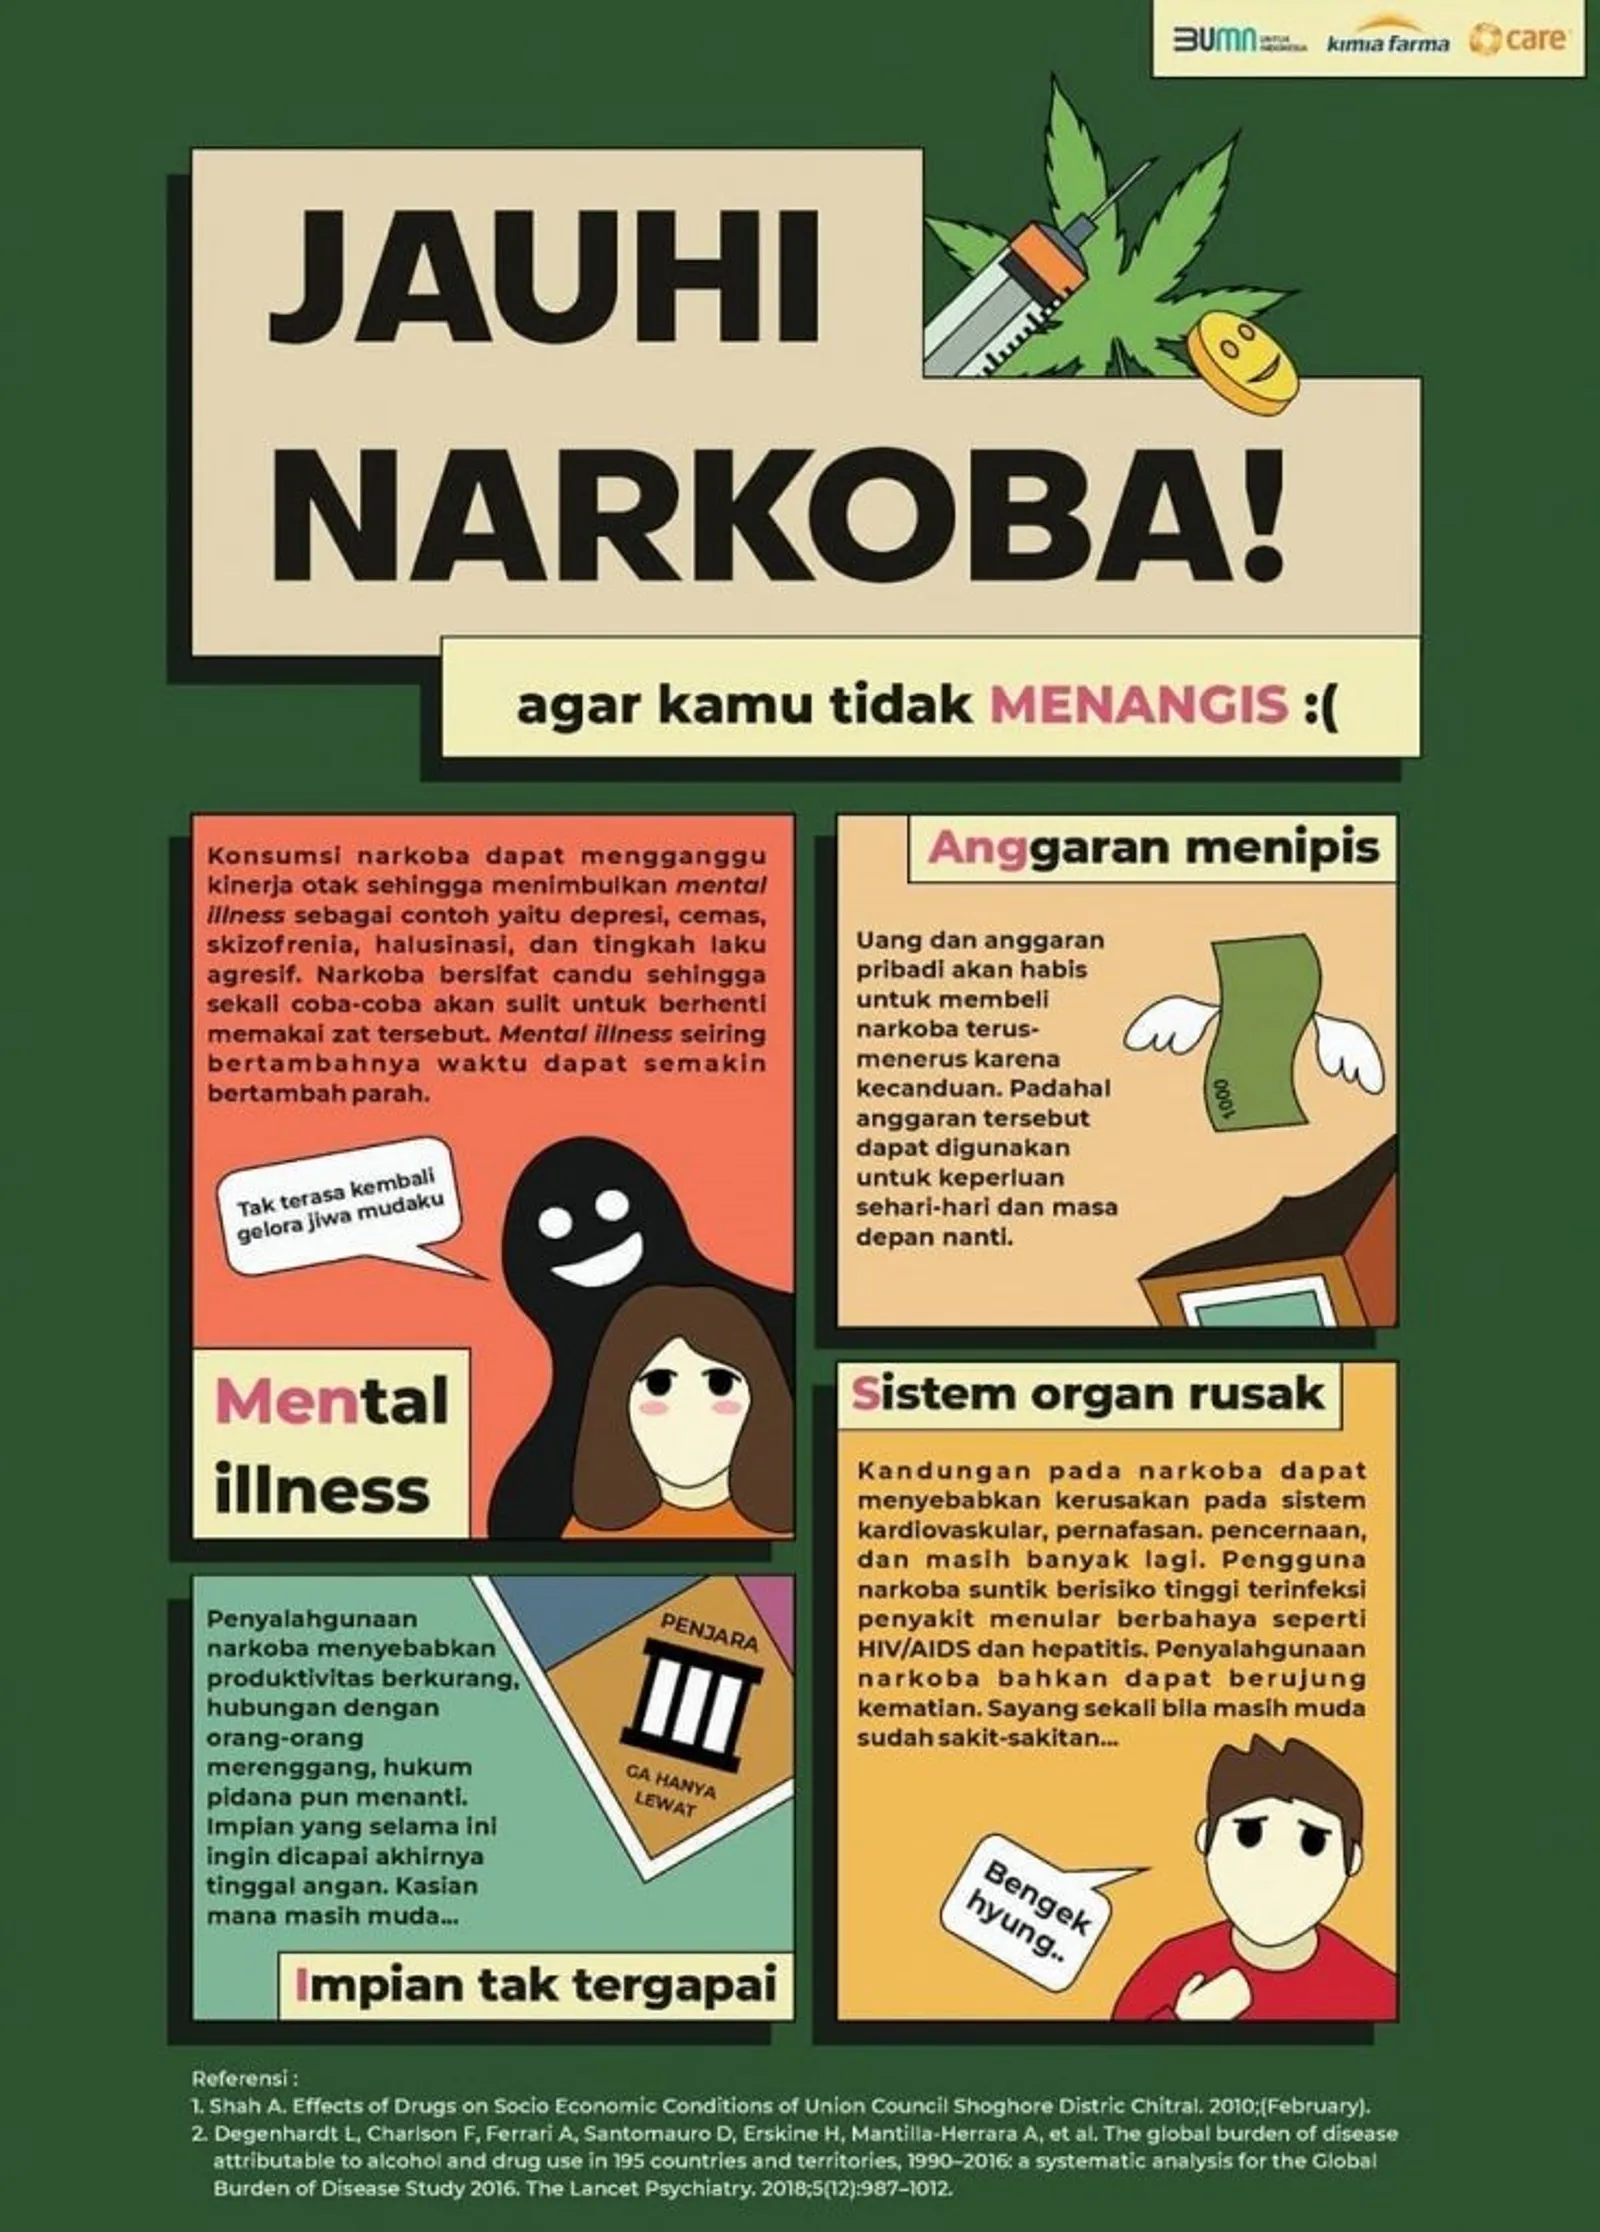 BUMN UNTUK INDONESIA
kimia farma
care
JAUHI
NARKOBA!
agar kamu tidak MENANGIS :(
Konsumsi narkoba dapat mengganggu
kinerja otak sehingga menimbulkan mental
illness sebagai contoh yaitu depresi, cemas,
skizofrenia, halusinasi, dan tingkah laku
agresif. Narkoba bersifat candu sehingga
sekali coba-coba akan sulit untuk berhenti
memakai zat tersebut. Mental illness seiring
bertambahnya waktu dapat semakin
bertambah parah.
Tak terasa kembali
gelora jiwa mudaku
Mental
illness
Anggaran menipis
Uang dan anggaran
pribadi akan habis
untuk membeli
narkoba terus-
menerus karena
kecanduan. Padahal
anggaran tersebut
dapat digunakan
untuk keperluan
sehari-hari dan masa
depan nanti.
1000
Penyalahgunaan
narkoba menyebabkan
produktivitas berkurang,
hubungan dengan
orang-orang
merenggang, hukum
pidana pun menanti.
Impian yang selama ini
ingin dicapai akhirnya
tinggal angan. Kasian
mana masih muda...
PENJARA
GA HANYA
LEWAT
Impian tak tergapai
Sistem organ rusak
Kandungan pada narkoba dapat
menyebabkan kerusakan pada sistem
kardiovaskular, pernafasan. pencernaan,
dan masih banyak lagi. Pengguna
narkoba suntik berisiko tinggi terinfeksi
penyakit menular berbahaya seperti
HIV/AIDS dan hepatitis. Penyalahgunaan
narkoba bahkan dapat berujung
kematian. Sayang sekali bila masih muda
sudah sakit-sakitan...
Bengek
hyung..
Referensi :
1. Shah A. Effects of Drugs on Socio Economic Conditions of Union Council Shoghore Distric Chitral. 2010;(February).
2. Degenhardt L, Charlson F, Ferrari A, Santomauro D, Erskine H, Mantilla-Herrara A, et al. The global burden of disease
attributable to alcohol and drug use in 195 countries and territories, 1990–2016: a systematic analysis for the Global
Burden of Disease Study 2016. The Lancet Psychiatry. 2018;5(12):987–1012.